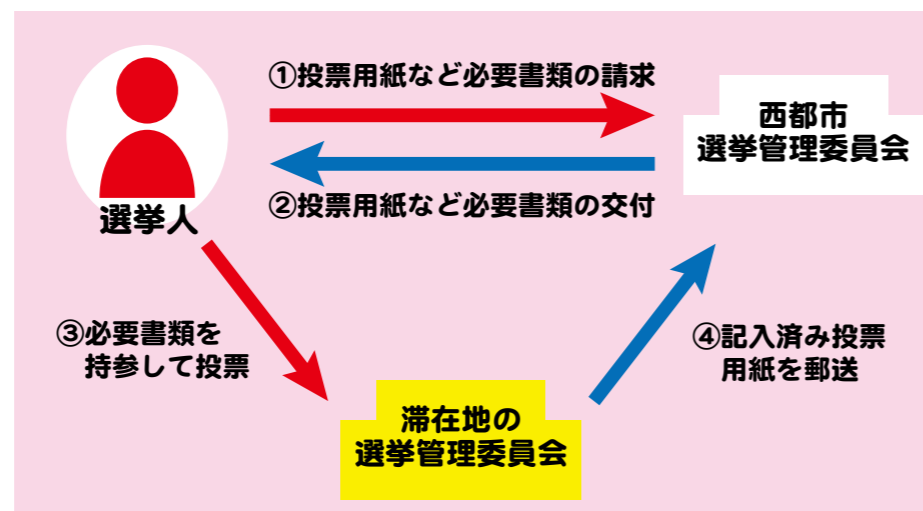 ①投票用紙など必要書類の請求
西都市
選挙管理委員会
選挙人
②投票用紙など必要書類の交付
③必要書類を
持参して投票
④記入済み投票
用紙を郵送
滞在地の
選挙管理委員会